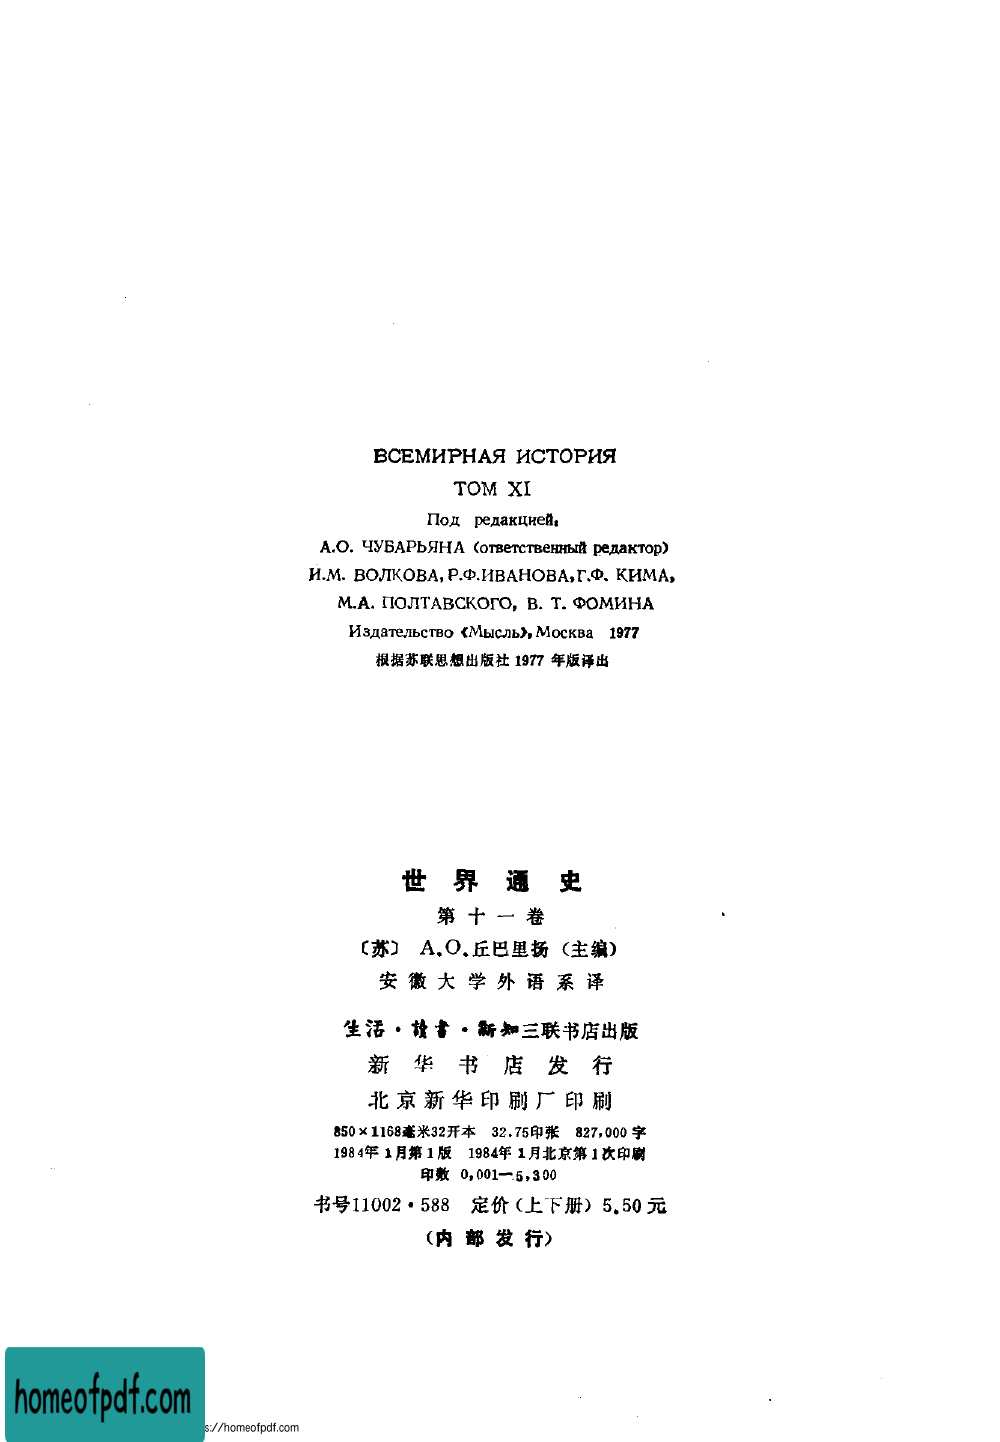 ВСЕМИРНАЯ ИСТОРИЯ
ТОМ XI
Под редакцией,
А.О. ЧУБАРЬЯНА (ответственный редактор)
И.М. ВОЛКОВА, Р.Ф.ИВАНОВА, Г.Ф. КИМА,
М.А. ПОЛТАВСКОГО, В. Т. ФОМИНА
Издательство «Мысль», Москва 1977
根据苏联思想出版社1977年版译出
世界通史
第十一卷
〔苏〕 А.О.丘巴里扬（主编）
安徽大学外语系译
生活·讀書·新知三联书店出版
新华书店发行
北京新华印刷厂印刷
850×1168毫米32开本 32.75印张 827,000字
1984年1月第1版 1984年1月北京第1次印刷
印数 0,001—5,300
书号11002·588 定价（上下册）5.50元
（内部发行）
homeofpdf.com
s://homeofpdf.com